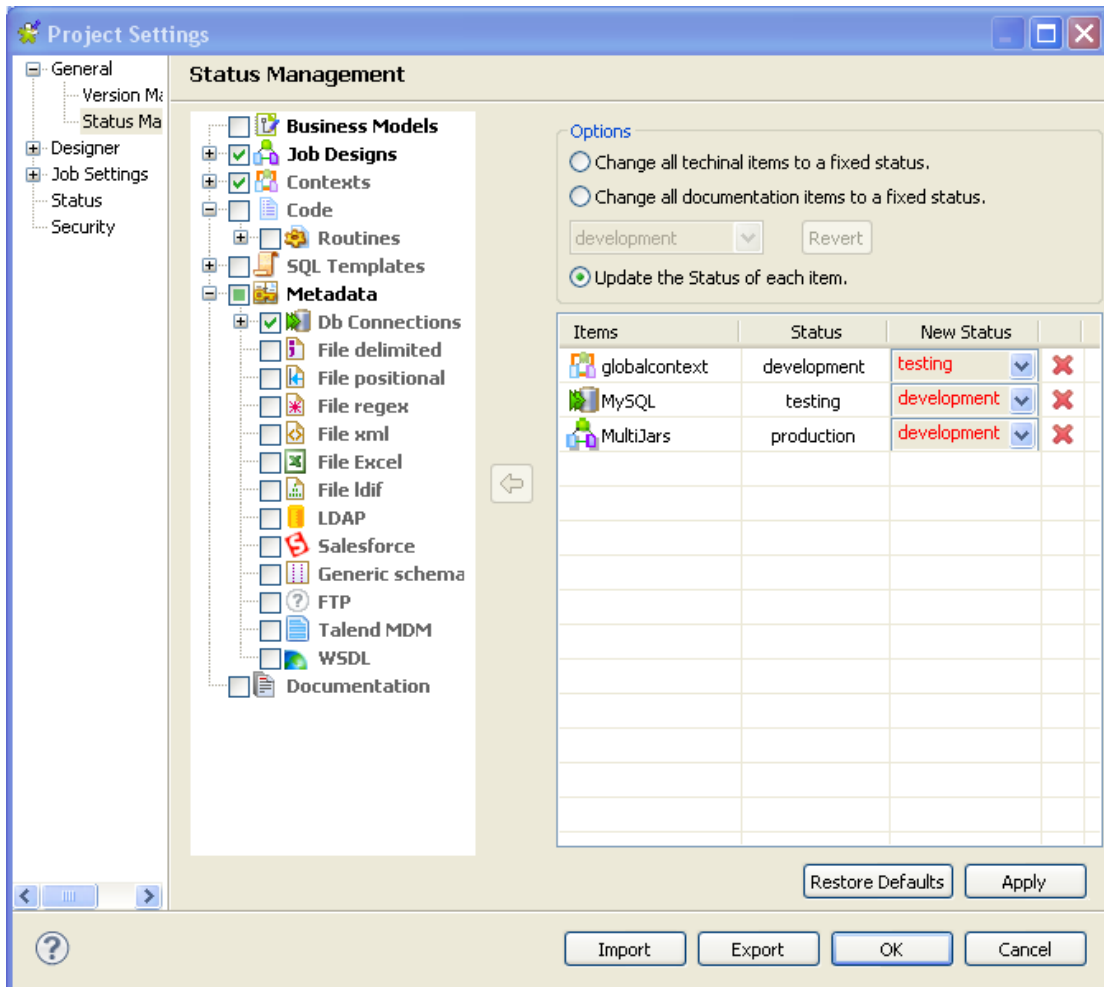 Project Settings
General
Version Ma
Status Ma
Designer
Job Settings
Status
Security
Status Management
Business Models
Job Designs
Contexts
Code
Routines
SQL Templates
Metadata
Db Connections
File delimited
File positional
File regex
File xml
File Excel
File ldif
LDAP
Salesforce
Generic schema
FTP
Talend MDM
WSDL
Documentation
Options
Change all techinal items to a fixed status.
Change all documentation items to a fixed status.
development Revert
Update the Status of each item.
Items Status New Status
globalcontext development testing
MySQL testing development
MultiJars production development
Restore Defaults Apply
Import Export OK Cancel